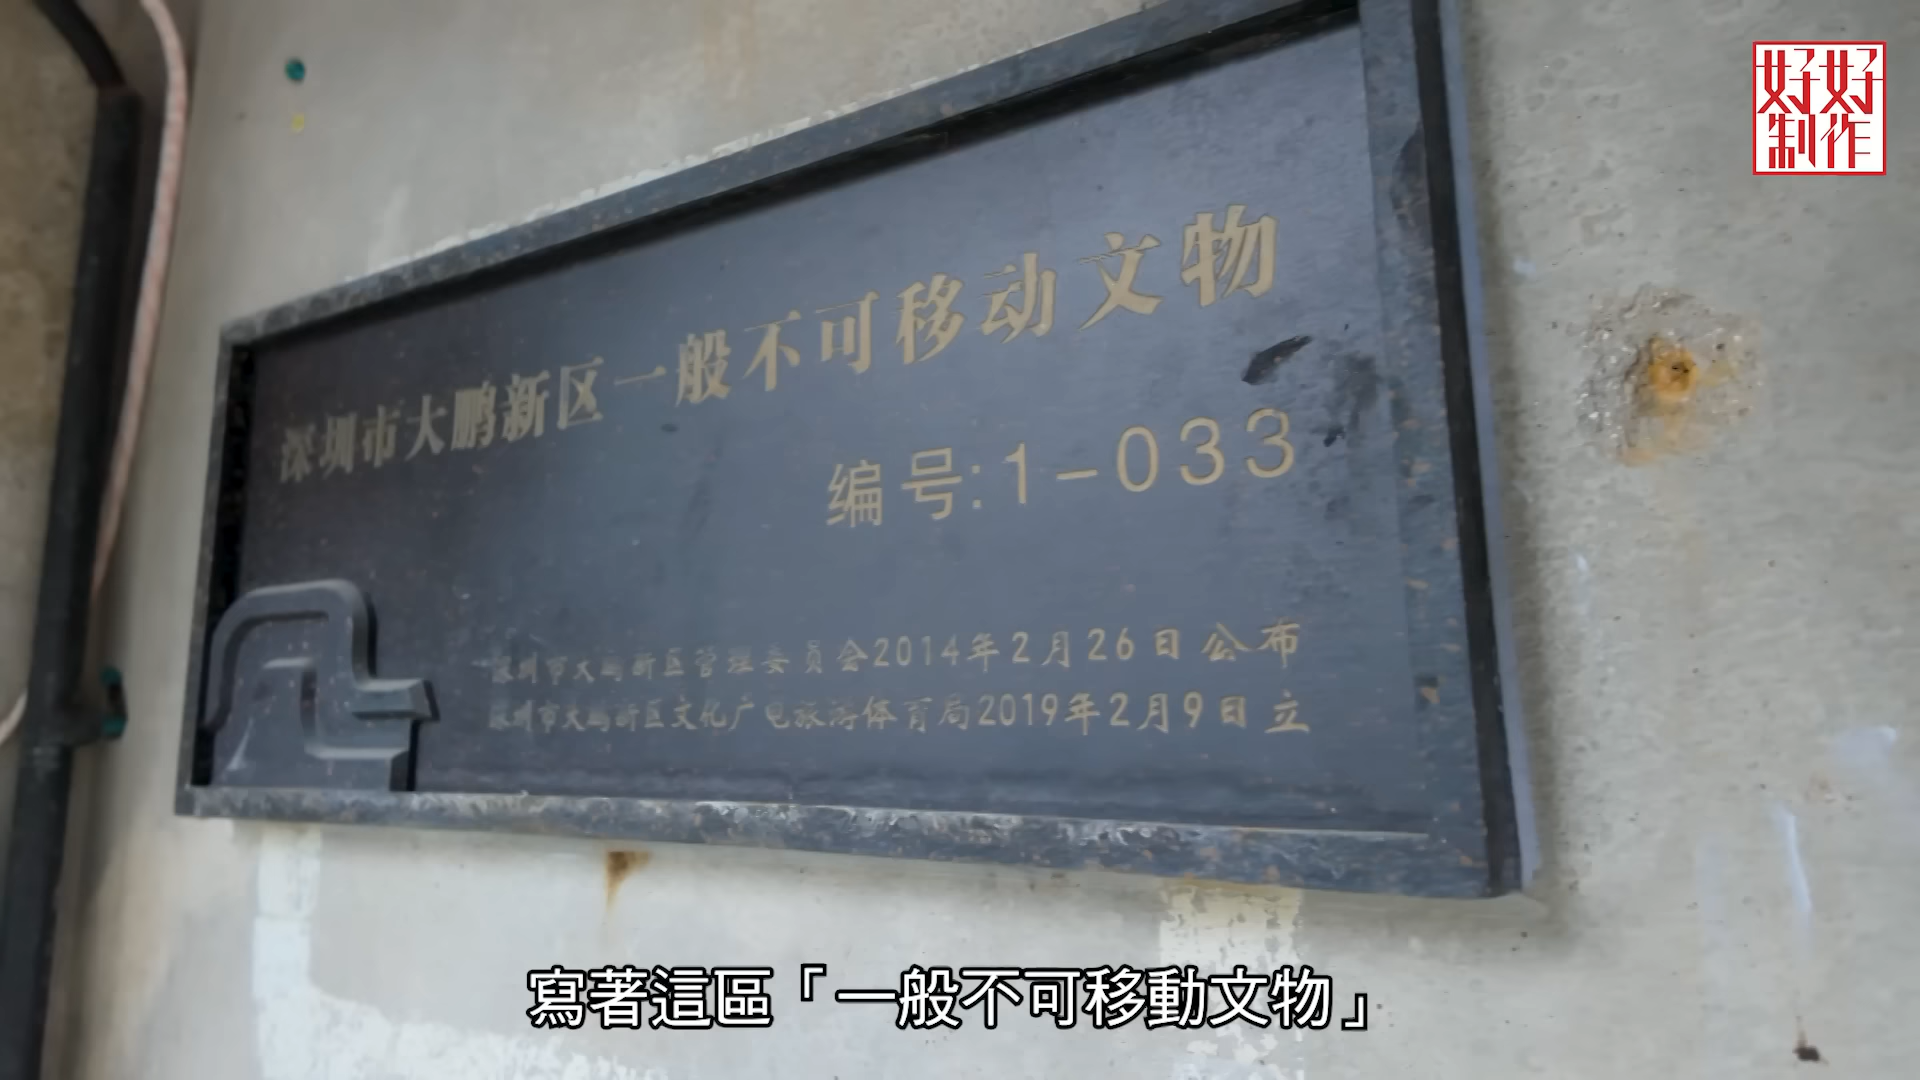 好好
制作
深圳市大鹏新区一般不可移动文物
编号:1-033
深圳市大鹏新区管理委员会2014年2月26日公布
深圳市大鹏新区文化广电旅游体育局2019年2月9日立
寫著這區「一般不可移動文物」